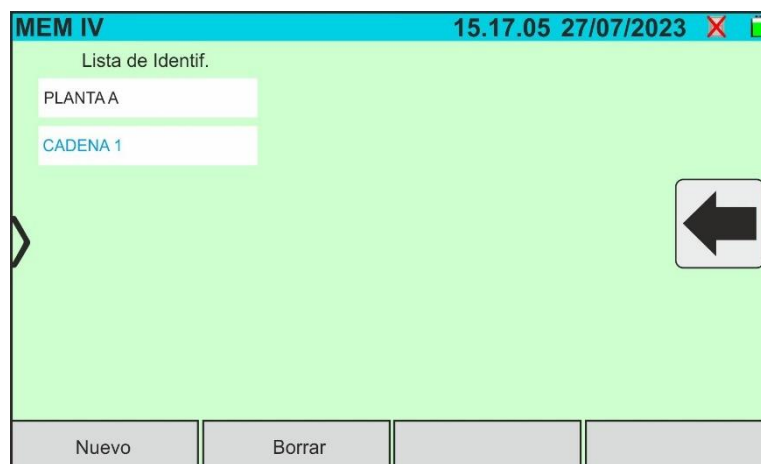 MEM IV 15.17.05 27/07/2023
Lista de Identif.
PLANTA A
CADENA 1
Nuevo Borrar